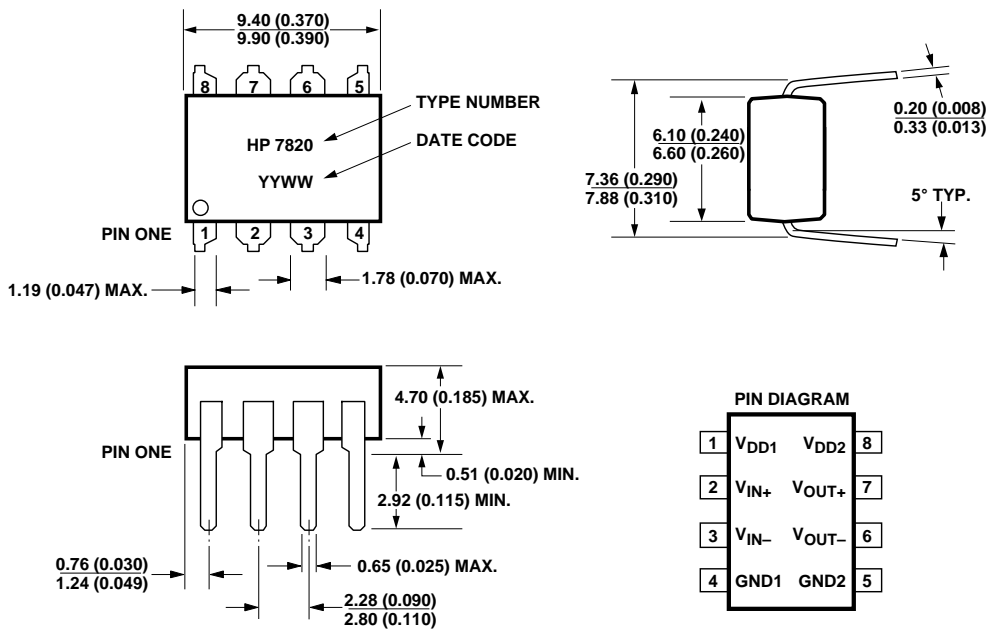 9.40 (0.370)
9.90 (0.390)
8 7 6 5
TYPE NUMBER
HP 7820
DATE CODE
YYWW
PIN ONE
1 2 3 4
1.19 (0.047) MAX.
1.78 (0.070) MAX.
0.20 (0.008)
0.33 (0.013)
6.10 (0.240)
6.60 (0.260)
7.36 (0.290)
7.88 (0.310)
5° TYP.
4.70 (0.185) MAX.
PIN ONE
0.51 (0.020) MIN.
2.92 (0.115) MIN.
0.76 (0.030)
1.24 (0.049)
0.65 (0.025) MAX.
2.28 (0.090)
2.80 (0.110)
PIN DIAGRAM
1 VDD1 VDD2 8
2 VIN+ VOUT+ 7
3 VIN– VOUT– 6
4 GND1 GND2 5